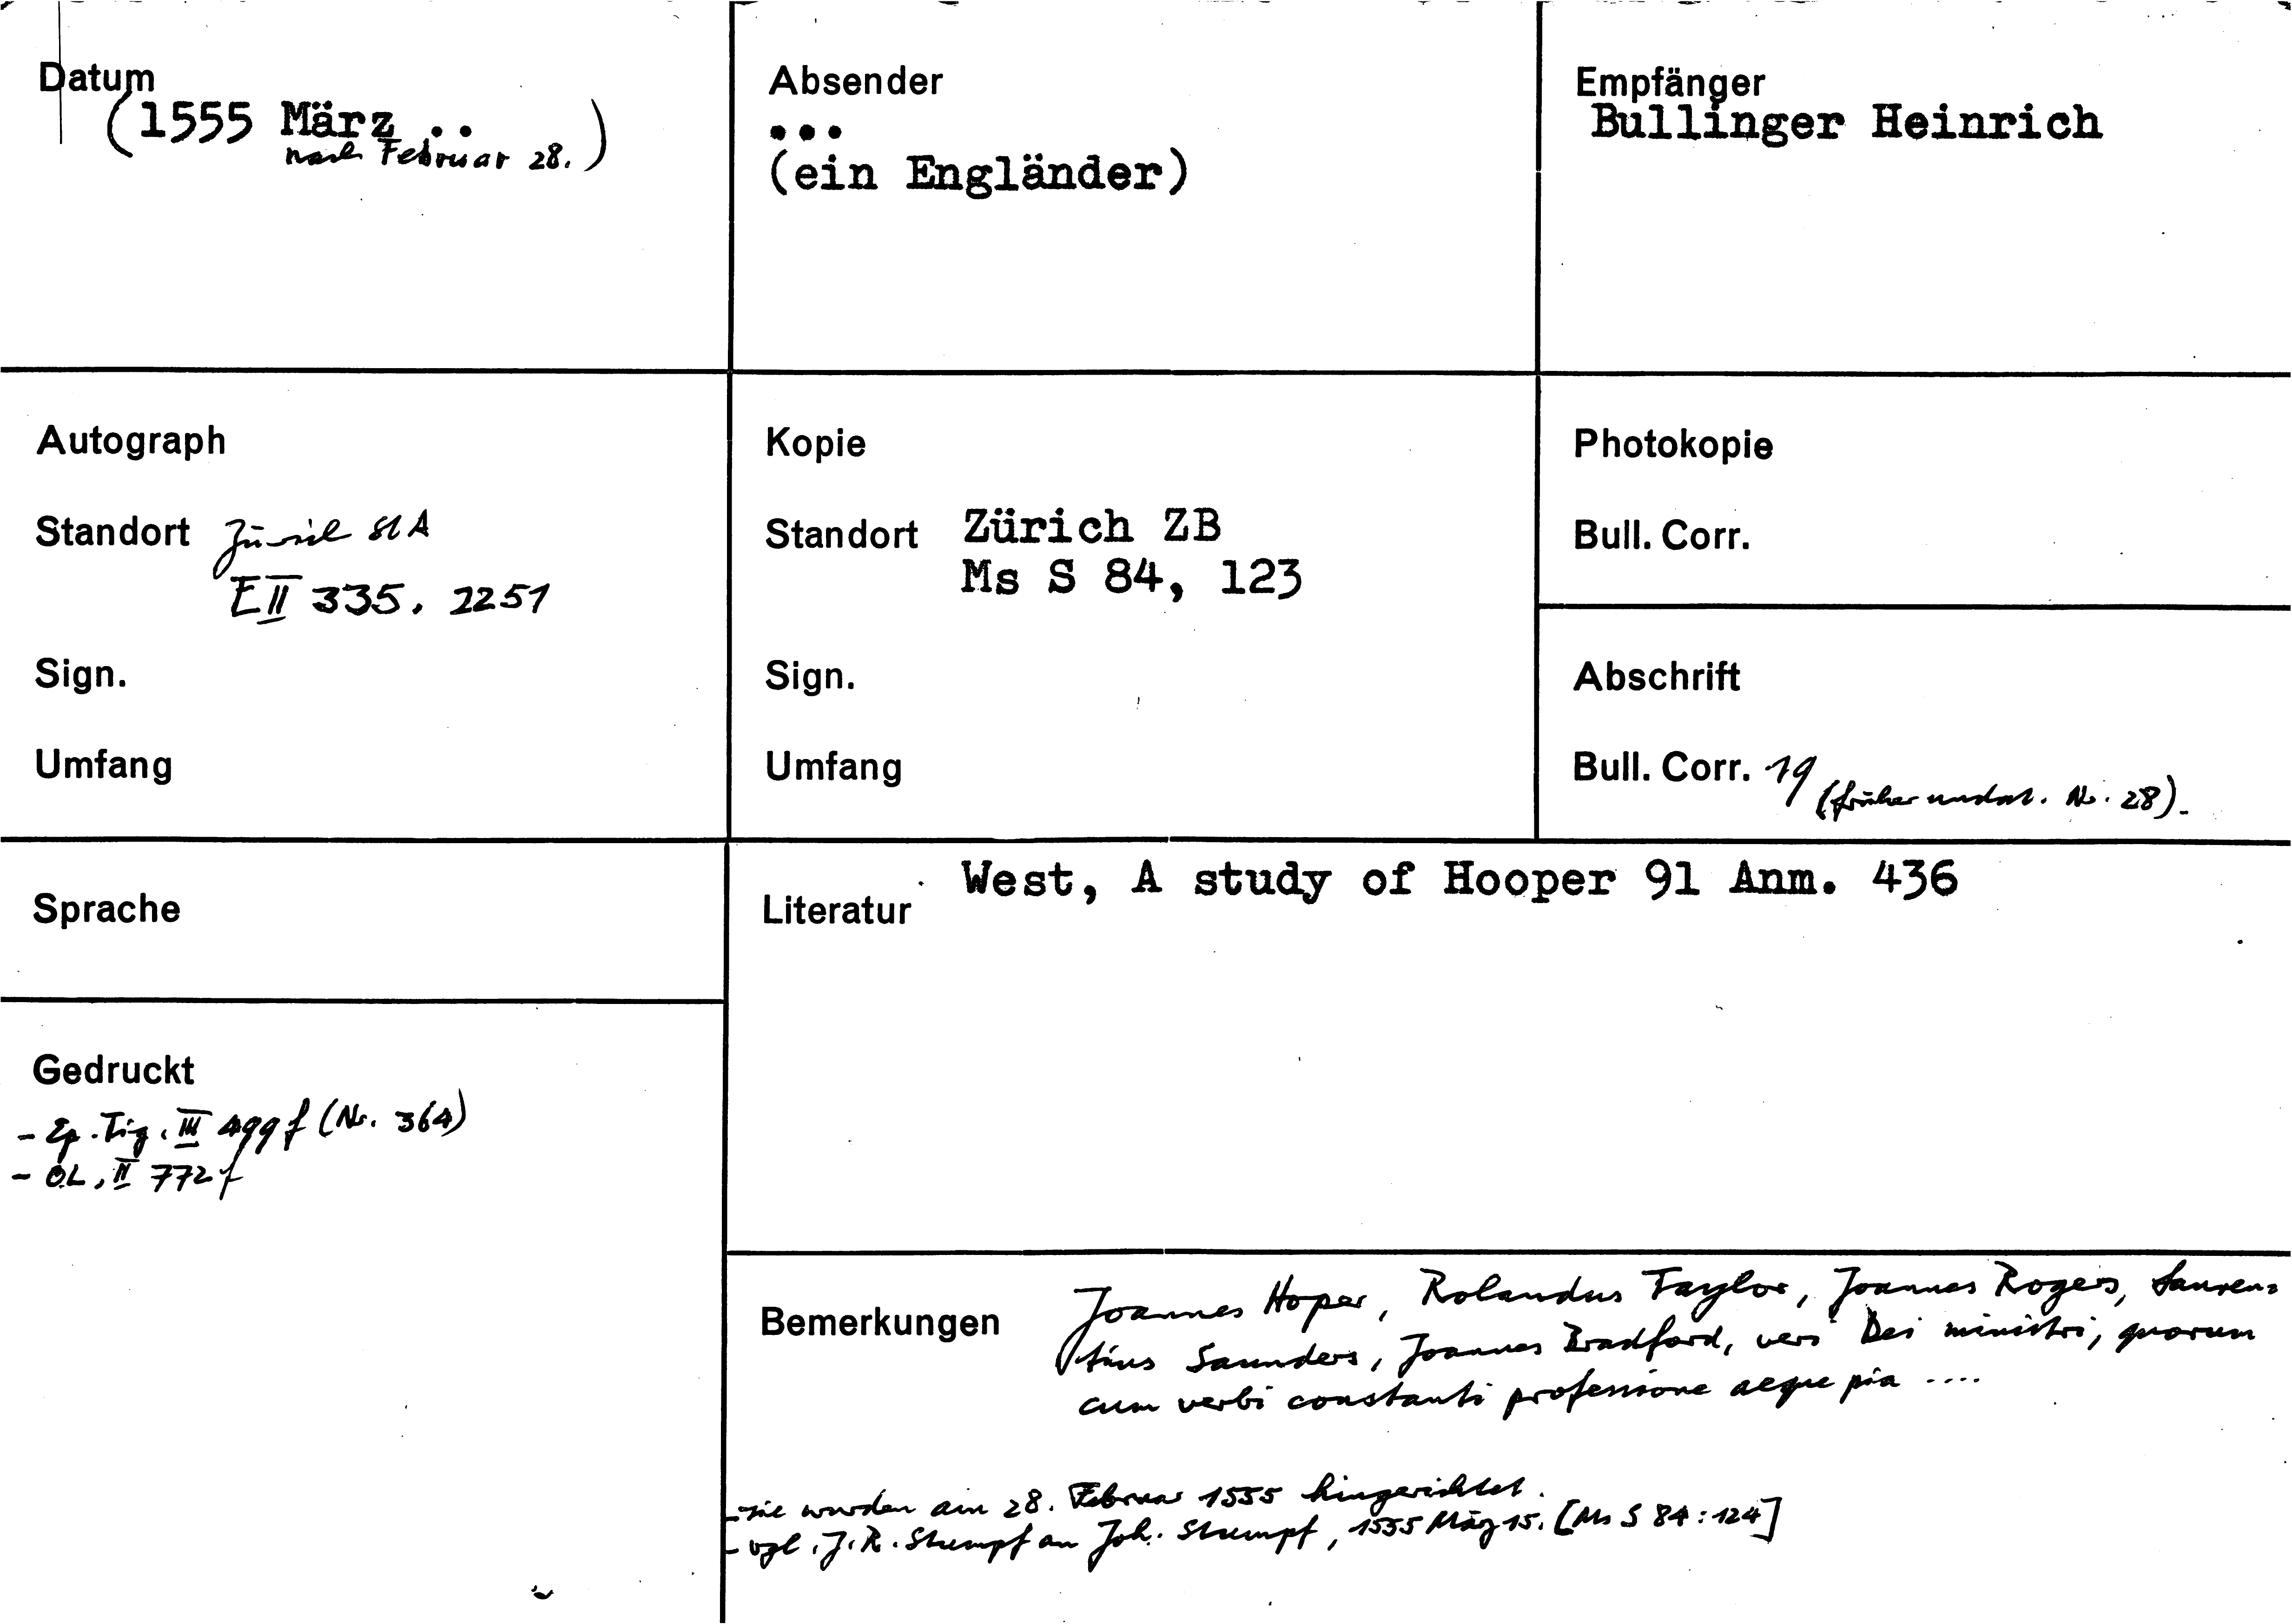 Datum
(1555 März ..
nach Februar 28.)
Absender
...
(ein Engländer)
Empfänger
Bullinger Heinrich
Autograph
Standort Zürich StA
E II 335, 2251
Sign.
Umfang
Kopie
Standort Zürich ZB
Ms S 84, 123
Sign.
Umfang
Photokopie
Bull. Corr.
Abschrift
Bull. Corr. 19 (früher undat. Nr. 28).
Sprache
Literatur West, A study of Hooper 91 Anm. 436
Gedruckt
- Ep. Tig. III 499 f (Nr. 364)
- OL, II 772 f
Bemerkungen Joannes Hoper, Rolandus Taylor, Joannes Rogers, Lauren=
tius Saunders, Joannes Bradford, veri Dei ministri, quorum
cum verbi constanti professione aeque pia ....
- sie wurden am 28. Februar 1555 hingerichtet.
- vgl. J. R. Stumpf an Joh. Stumpf, 1555 März 15. [Ms S 84: 124]